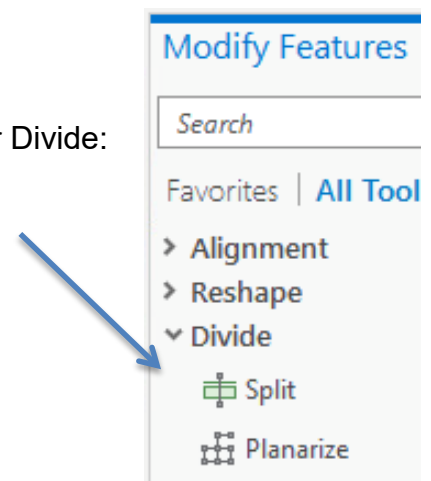 Modify Features
Search
r Divide:
Favorites | All Tool
Alignment
Reshape
Divide
Split
Planarize